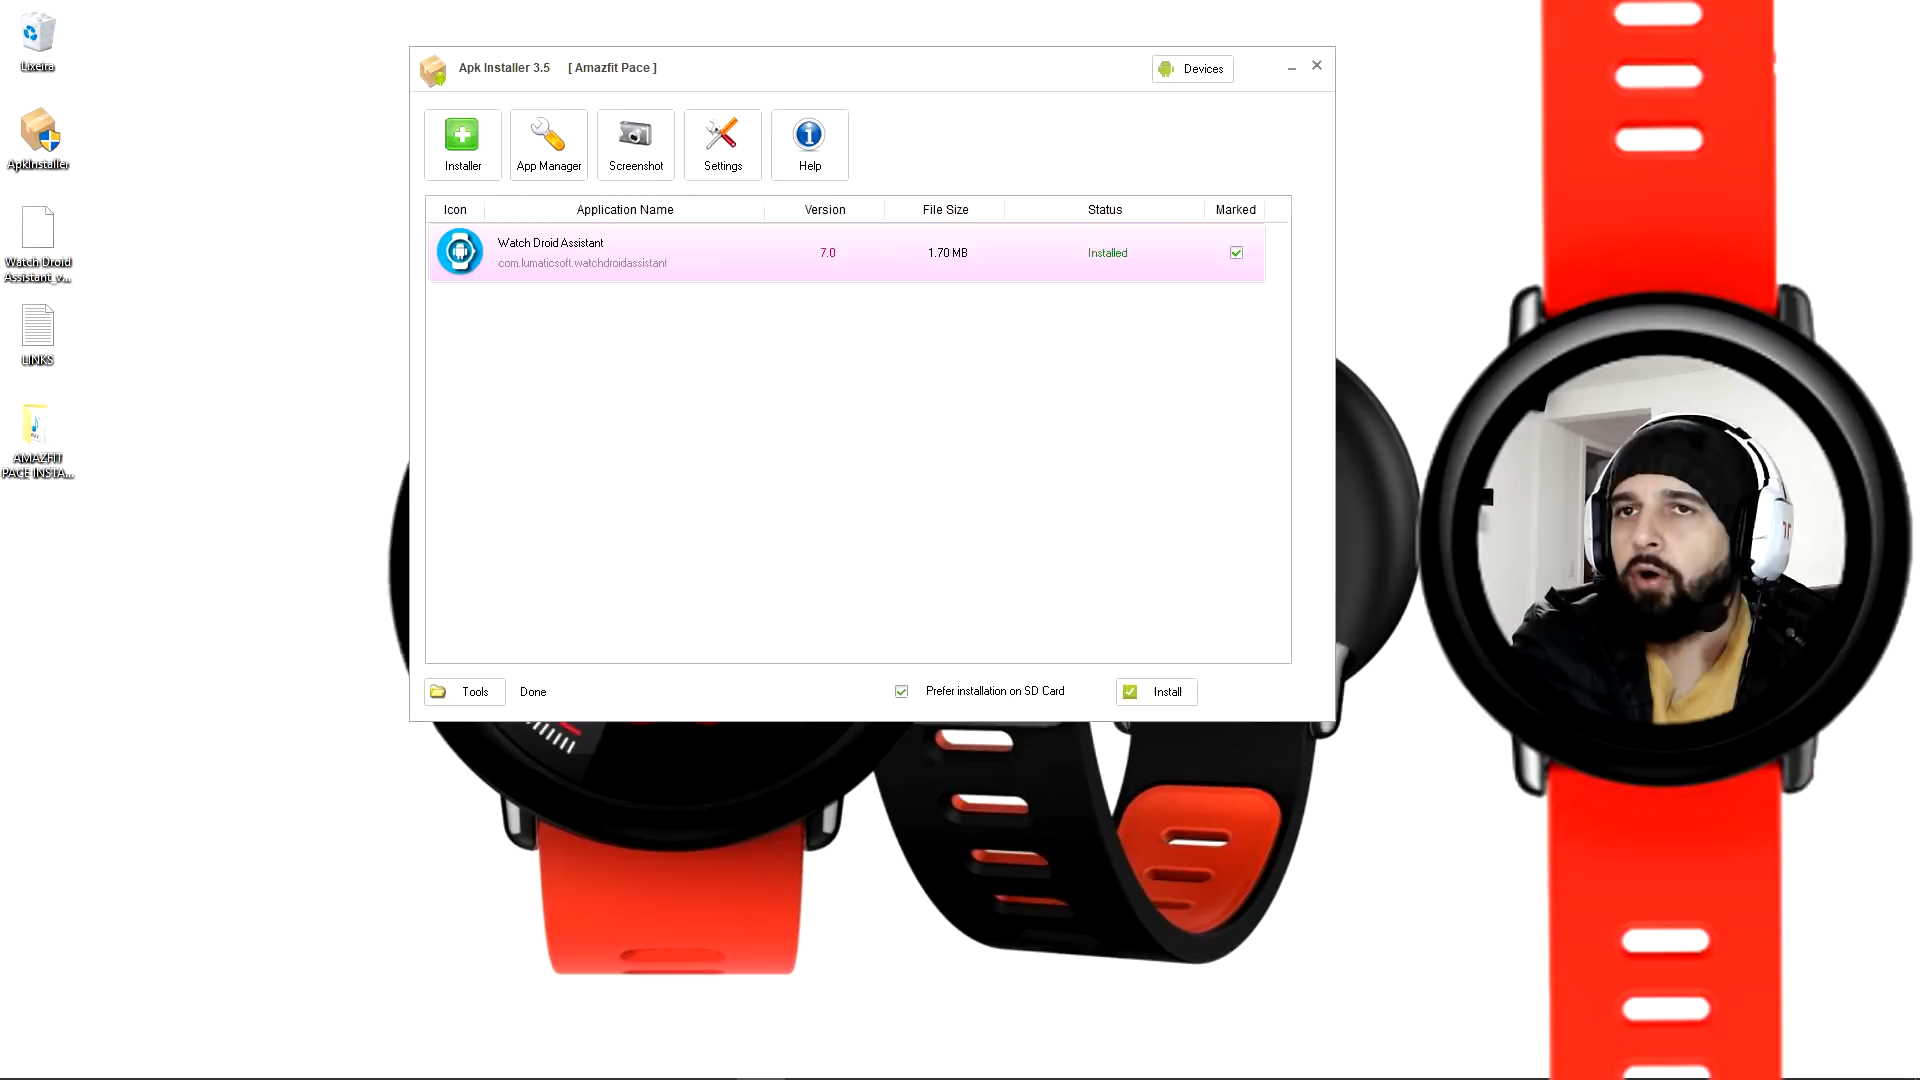 Lixeira
ApkInstaller
Watch Droid
Assistant_v...
LINKS
AMAZFIT
PACE INSTA...
Apk Installer 3.5 [ Amazfit Pace ]
Devices
Installer
App Manager
Screenshot
Settings
Help
Icon Application Name Version File Size Status Marked
Watch Droid Assistant
com.lumaticsoft.watchdroidassistant
7.0 1.70 MB Installed
Tools Done Prefer installation on SD Card Install